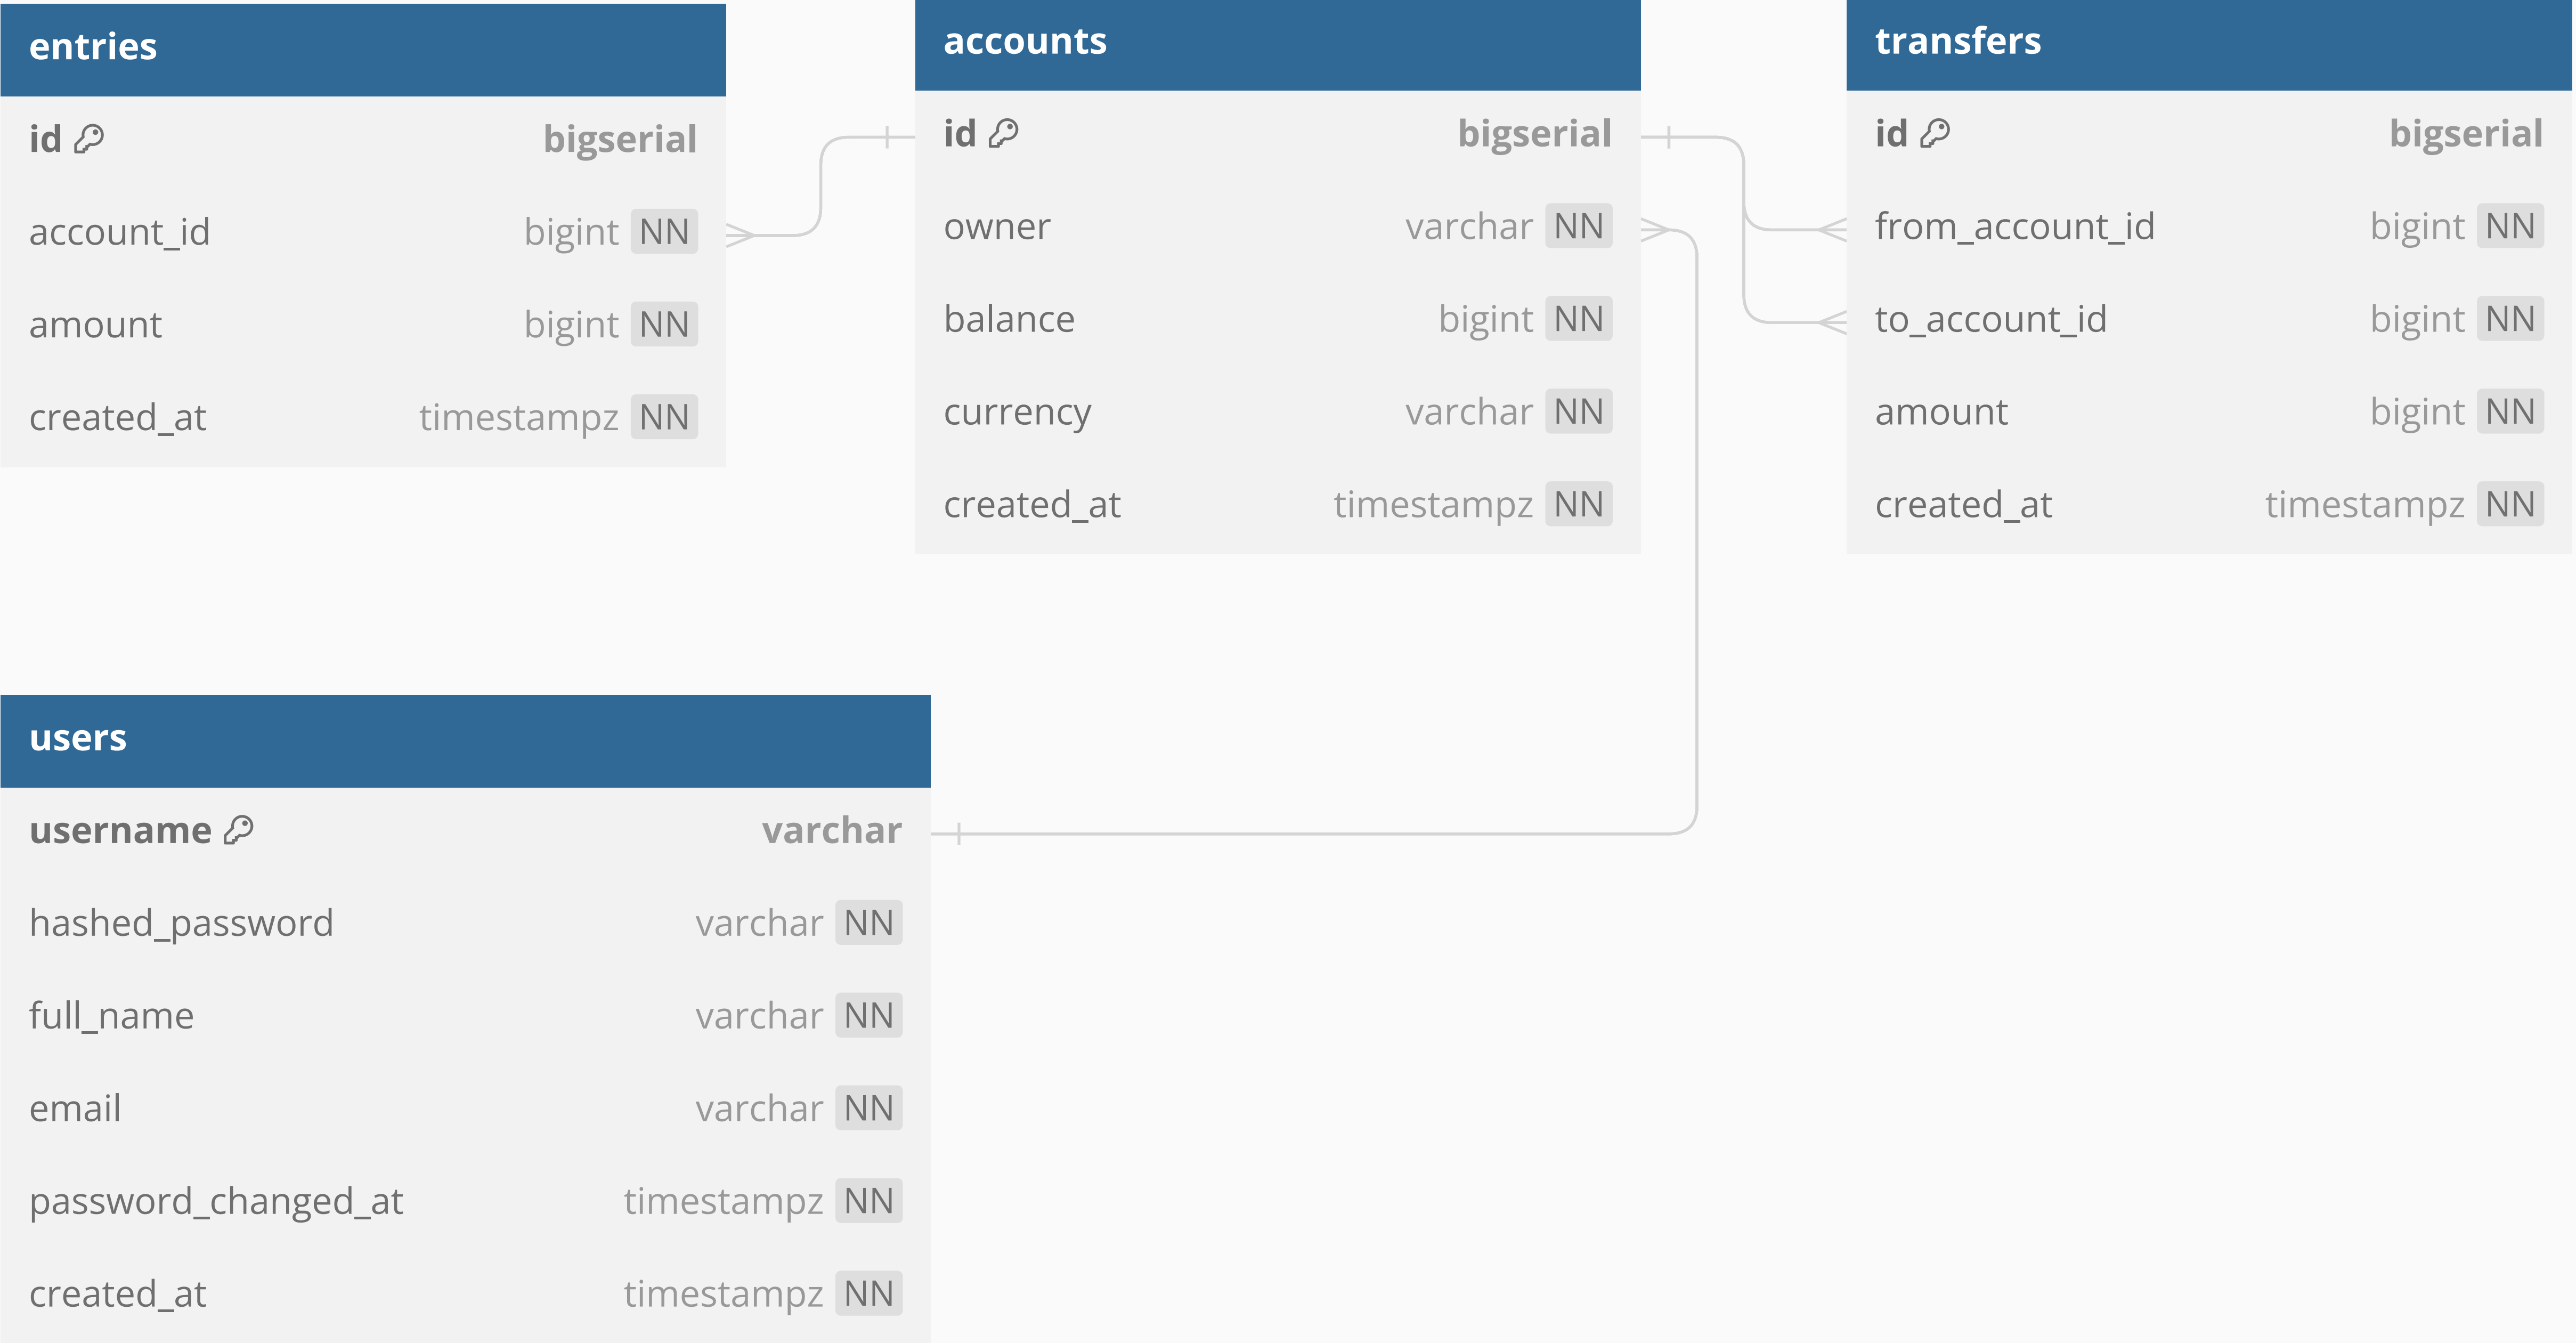 entries
id bigserial
account_id bigint NN
amount bigint NN
created_at timestampz NN
accounts
id bigserial
owner varchar NN
balance bigint NN
currency varchar NN
created_at timestampz NN
transfers
id bigserial
from_account_id bigint NN
to_account_id bigint NN
amount bigint NN
created_at timestampz NN
users
username varchar
hashed_password varchar NN
full_name varchar NN
email varchar NN
password_changed_at timestampz NN
created_at timestampz NN